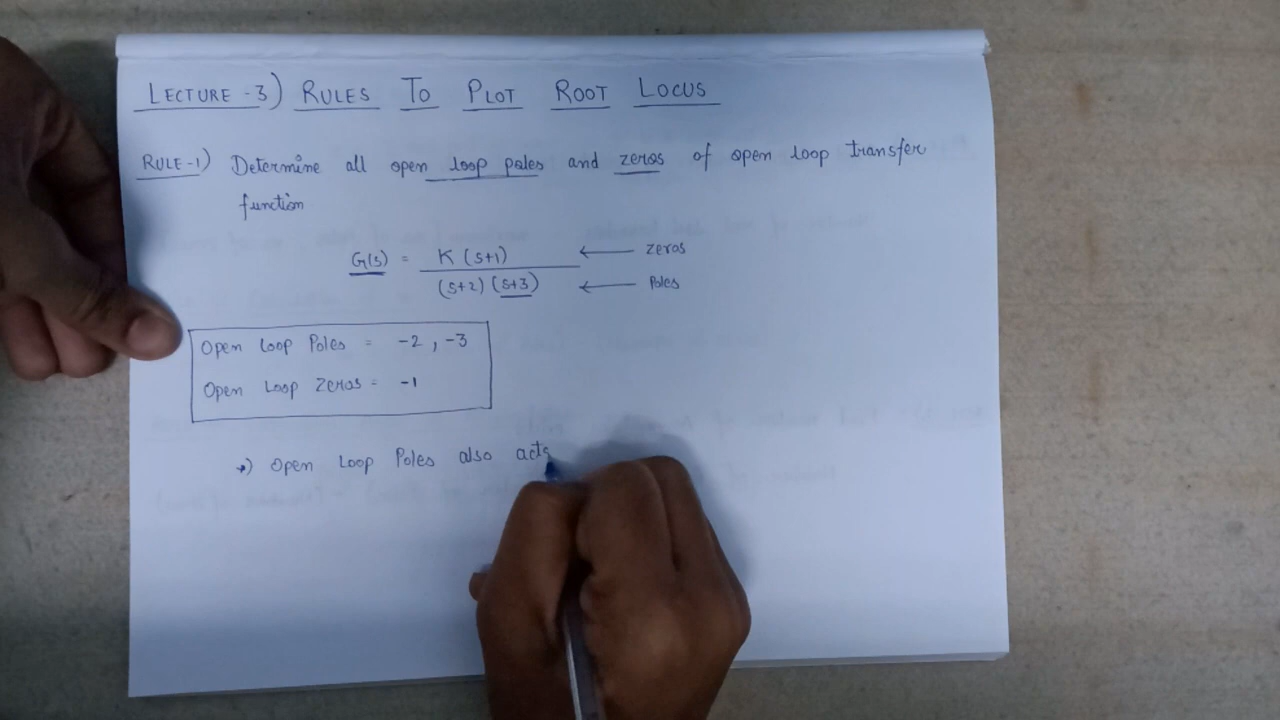 LECTURE-3) RULES TO PLOT ROOT LOCUS
RULE-1) Determine all open loop poles and zeros of open loop transfer
function
G(s) = K(s+1) / (s+2)(s+3)
← zeros
← Poles
Open Loop Poles = -2, -3
Open Loop Zeros = -1
*) Open Loop Poles also acts